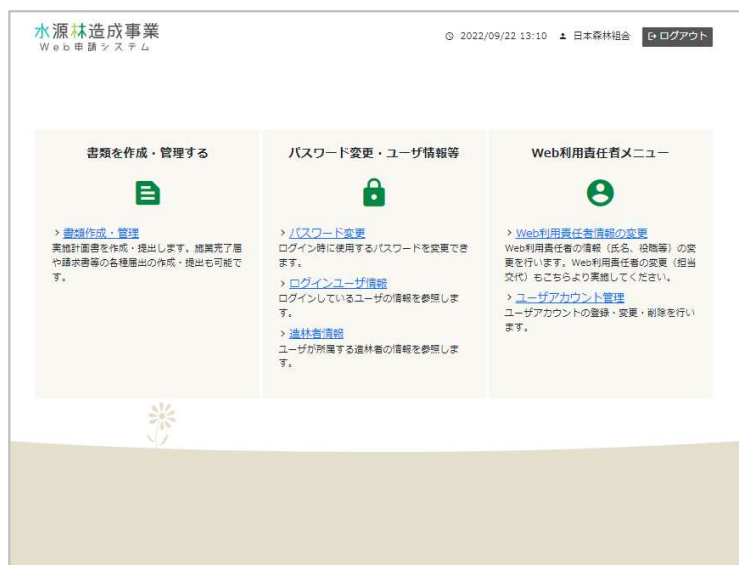 水源林造成事業
Web申請システム
2022/09/22 13:10 日本森林組合 ログアウト
書類を作成・管理する
> 書類作成・管理
実施計画書を作成・提出します。施業完了届
や請求書等の各種届出の作成・提出も可能で
す。
パスワード変更・ユーザ情報等
> パスワード変更
ログイン時に使用するパスワードを変更でき
ます。
> ログインユーザ情報
ログインしているユーザの情報を参照しま
す。
> 造林者情報
ユーザが所属する造林者の情報を参照しま
す。
Web利用責任者メニュー
> Web利用責任者情報の変更
Web利用責任者の情報（氏名、役職等）の変
更を行います。Web利用責任者の変更（担当
交代）もこちらより実施してください。
> ユーザアカウント管理
ユーザアカウントの登録・変更・削除を行い
ます。